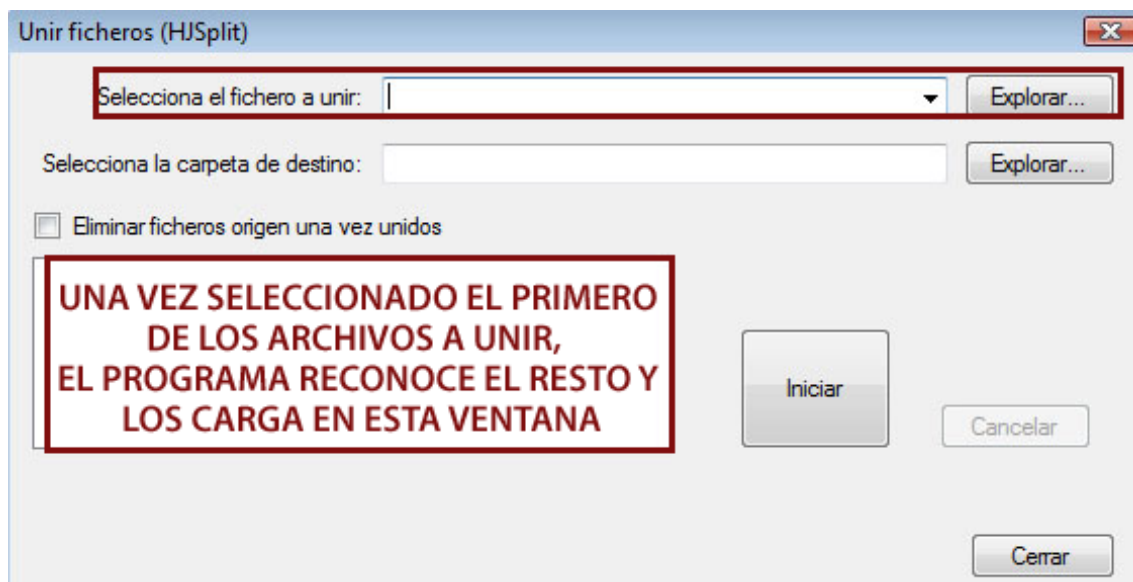 Unir ficheros (HJSplit)
Selecciona el fichero a unir: Explorar...
Selecciona la carpeta de destino: Explorar...
Eliminar ficheros origen una vez unidos
UNA VEZ SELECCIONADO EL PRIMERO
DE LOS ARCHIVOS A UNIR,
EL PROGRAMA RECONOCE EL RESTO Y
LOS CARGA EN ESTA VENTANA
Iniciar
Cancelar
Cerrar